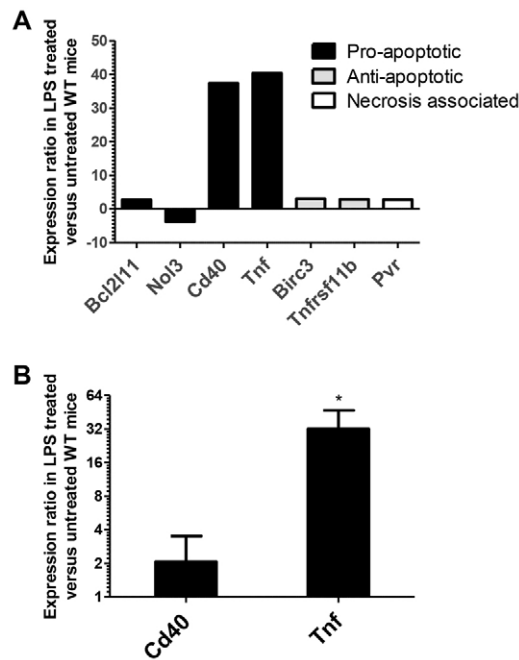 A
Expression ratio in LPS treated
versus untreated WT mice
50
40
30
20
10
0
-10
Pro-apoptotic
Anti-apoptotic
Necrosis associated
Bcl2l11
Nol3
Cd40
Tnf
Birc3
Tnfrsf11b
Pvr
B
Expression ratio in LPS treated
versus untreated WT mice
64
32
16
8
4
2
1
*
Cd40
Tnf